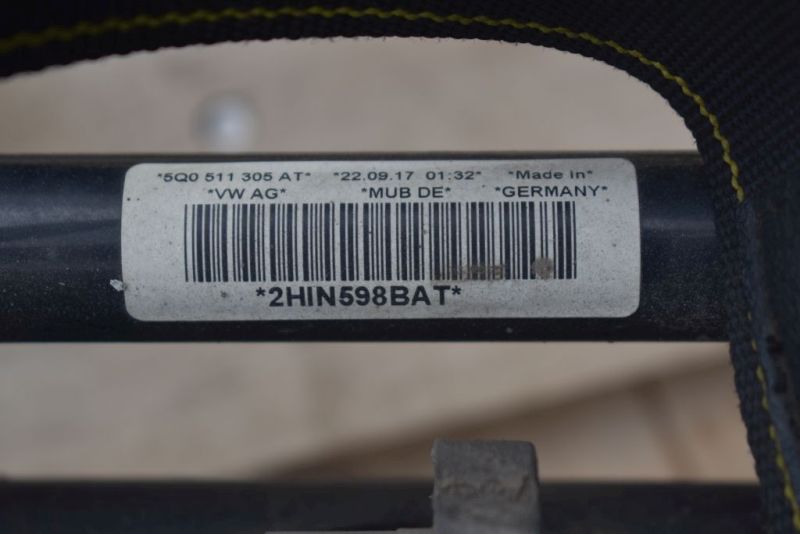 *5Q0 511 305 AT* *22.09.17 01:32* *Made in*
*VW AG* *MUB DE* *GERMANY*
*2HIN598BAT*